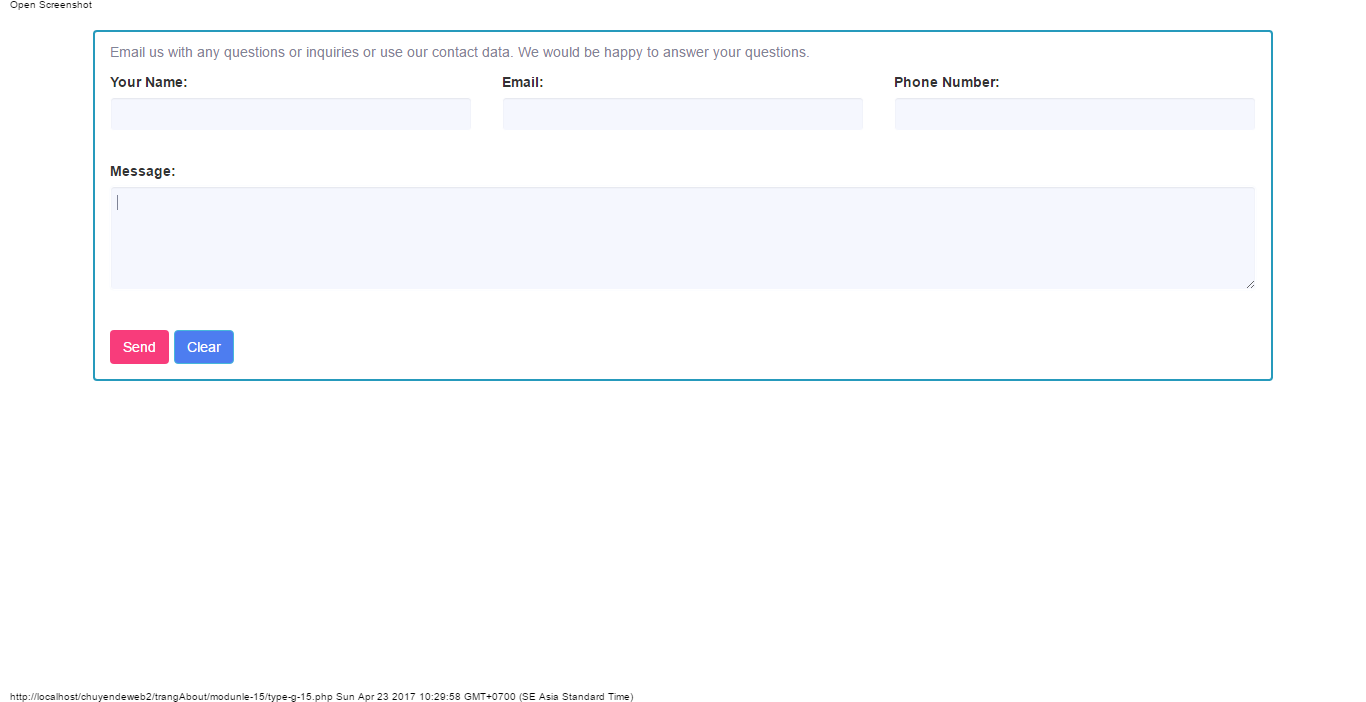 Open Screenshot
Email us with any questions or inquiries or use our contact data. We would be happy to answer your questions.
Your Name:
Email:
Phone Number:
Message:
Send
Clear
http://localhost/chuyendeweb2/trangAbout/modunle-15/type-g-15.php Sun Apr 23 2017 10:29:58 GMT+0700 (SE Asia Standard Time)